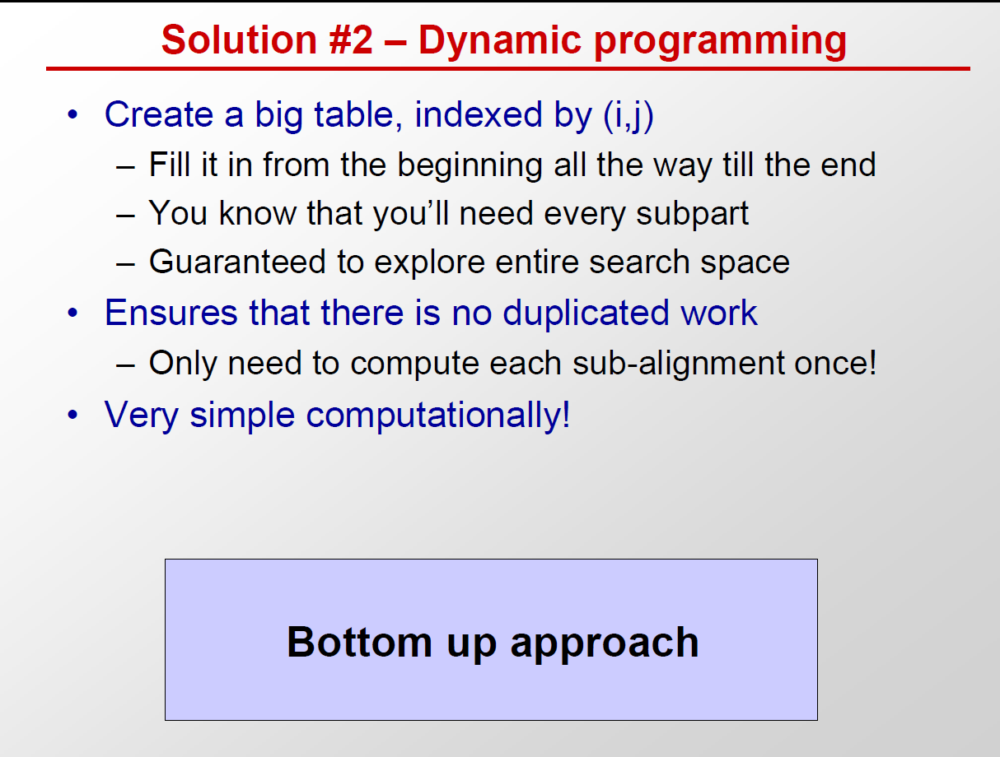 Solution #2 – Dynamic programming
• Create a big table, indexed by (i,j)
– Fill it in from the beginning all the way till the end
– You know that you’ll need every subpart
– Guaranteed to explore entire search space
• Ensures that there is no duplicated work
– Only need to compute each sub-alignment once!
• Very simple computationally!
Bottom up approach